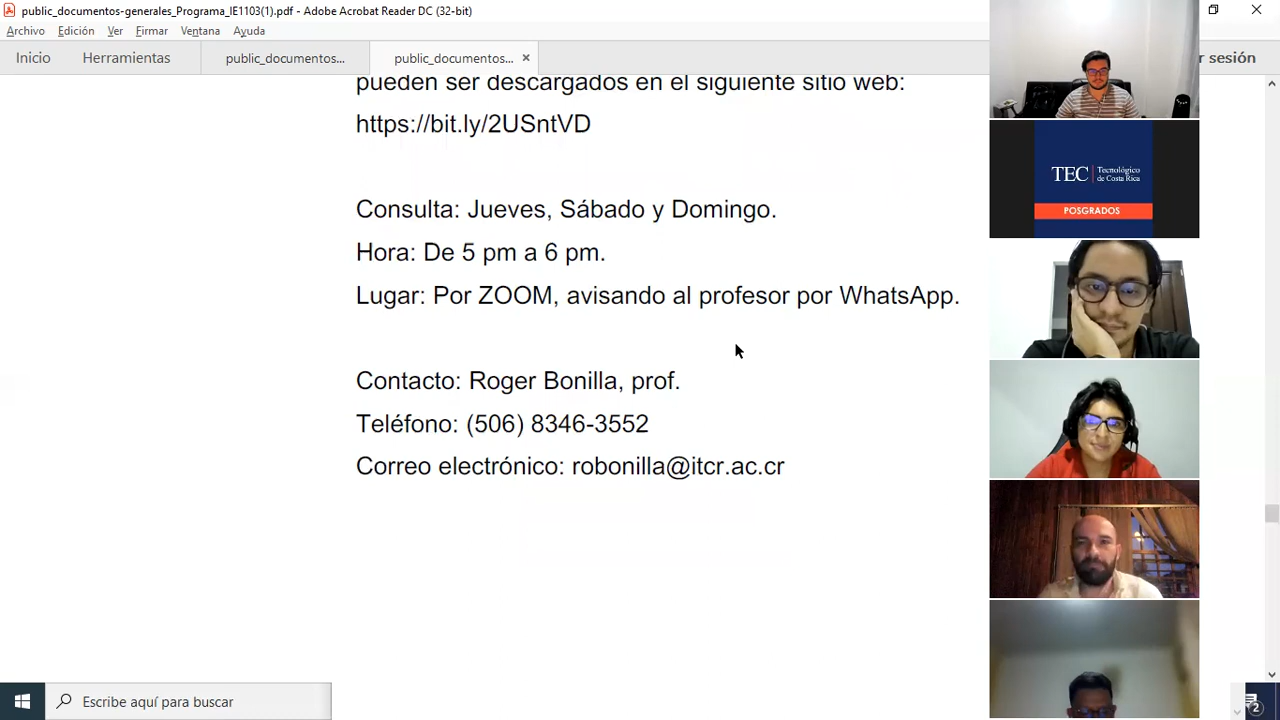 public_documentos-generales_Programa_IE1103(1).pdf - Adobe Acrobat Reader DC (32-bit)
Archivo Edición Ver Firmar Ventana Ayuda
Inicio Herramientas public_documentos... public_documentos... × r sesión
pueden ser descargados en el siguiente sitio web:
https://bit.ly/2USntVD
Consulta: Jueves, Sábado y Domingo.
Hora: De 5 pm a 6 pm.
Lugar: Por ZOOM, avisando al profesor por WhatsApp.
Contacto: Roger Bonilla, prof.
Teléfono: (506) 8346-3552
Correo electrónico: robonilla@itcr.ac.cr
TEC Tecnológico
de Costa Rica
POSGRADOS
Escribe aquí para buscar
2